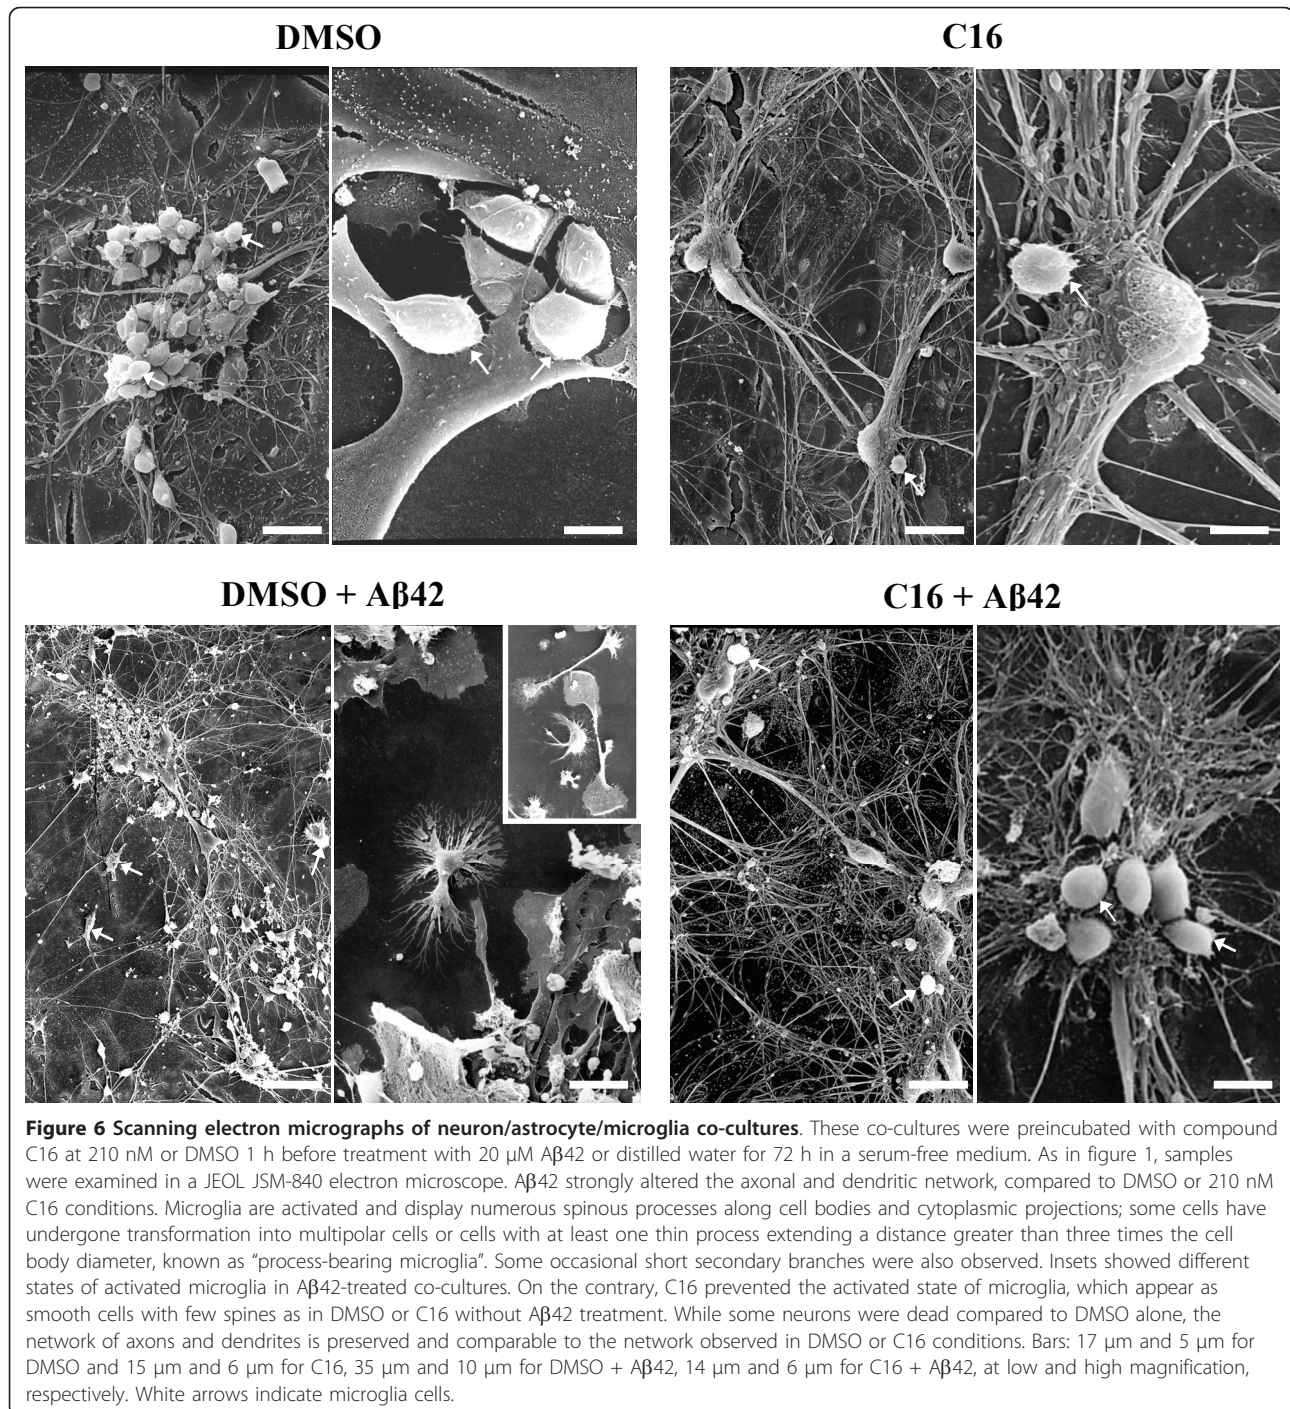 DMSO
C16
DMSO + Aβ42
C16 + Aβ42
Figure 6 Scanning electron micrographs of neuron/astrocyte/microglia co-cultures. These co-cultures were preincubated with compound
C16 at 210 nM or DMSO 1 h before treatment with 20 μM Aβ42 or distilled water for 72 h in a serum-free medium. As in figure 1, samples
were examined in a JEOL JSM-840 electron microscope. Aβ42 strongly altered the axonal and dendritic network, compared to DMSO or 210 nM
C16 conditions. Microglia are activated and display numerous spinous processes along cell bodies and cytoplasmic projections; some cells have
undergone transformation into multipolar cells or cells with at least one thin process extending a distance greater than three times the cell
body diameter, known as “process-bearing microglia”. Some occasional short secondary branches were also observed. Insets showed different
states of activated microglia in Aβ42-treated co-cultures. On the contrary, C16 prevented the activated state of microglia, which appear as
smooth cells with few spines as in DMSO or C16 without Aβ42 treatment. While some neurons were dead compared to DMSO alone, the
network of axons and dendrites is preserved and comparable to the network observed in DMSO or C16 conditions. Bars: 17 μm and 5 μm for
DMSO and 15 μm and 6 μm for C16, 35 μm and 10 μm for DMSO + Aβ42, 14 μm and 6 μm for C16 + Aβ42, at low and high magnification,
respectively. White arrows indicate microglia cells.